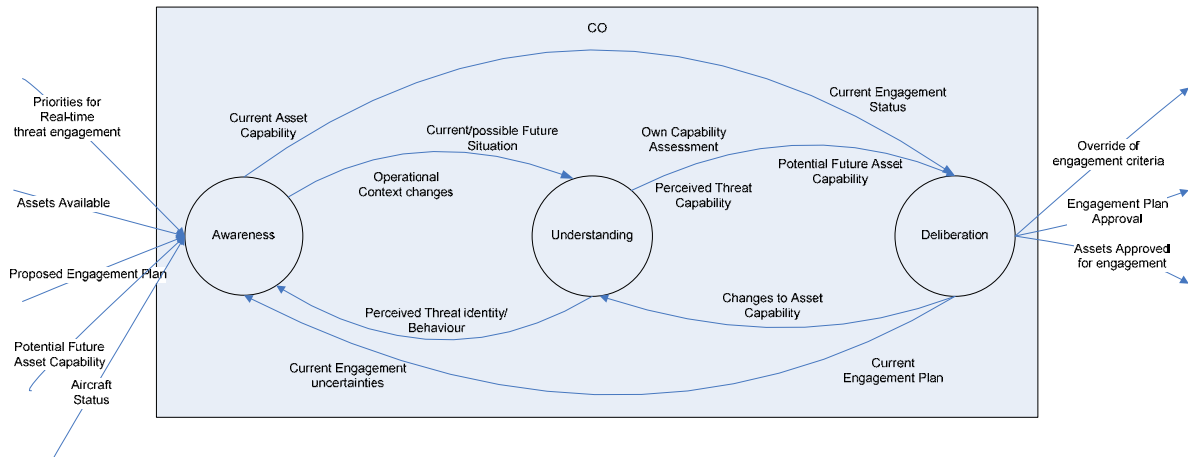 CO
Priorities for
Real-time
threat engagement
Assets Available
Proposed Engagement Plan
Potential Future
Asset Capability
Aircraft
Status
Current Asset
Capability
Current/possible Future
Situation
Operational
Context changes
Own Capability
Assessment
Current Engagement
Status
Potential Future Asset
Capability
Perceived Threat
Capability
Awareness
Understanding
Deliberation
Perceived Threat identity/
Behaviour
Changes to Asset
Capability
Current Engagement
uncertainties
Current
Engagement Plan
Override of
engagement criteria
Engagement Plan
Approval
Assets Approved
for engagement